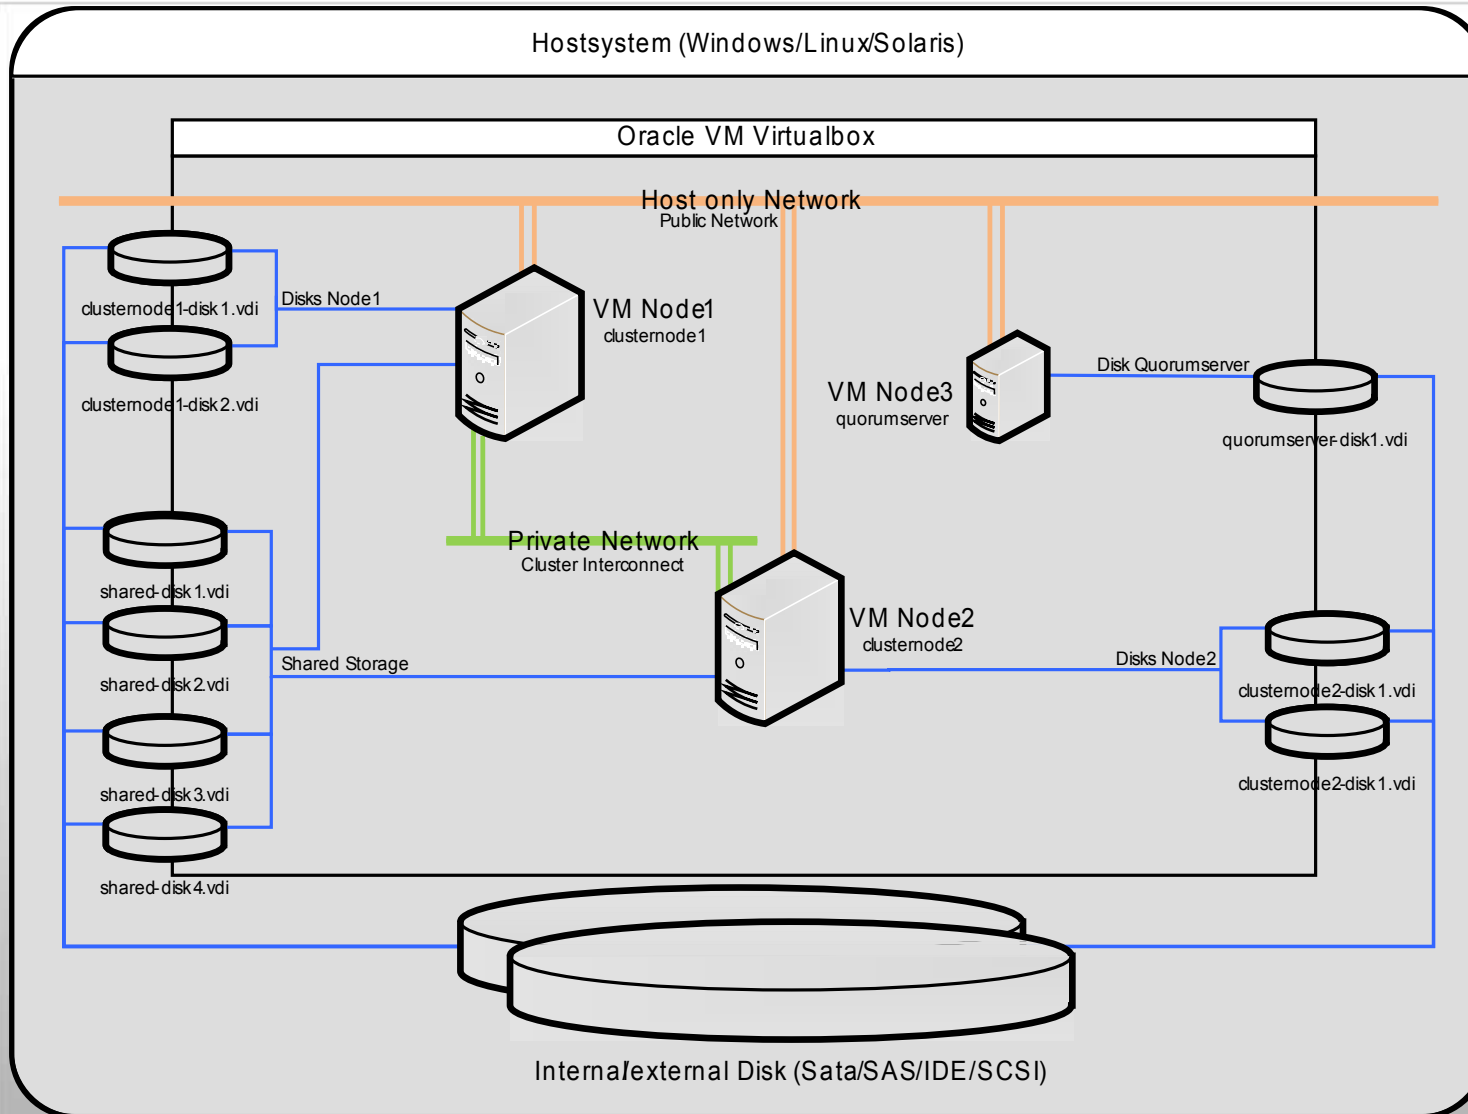 Hostsystem (Windows/Linux/Solaris)
Oracle VM Virtualbox
Host only Network
Public Network
clusternode1-disk1.vdi
Disks Node1
VM Node1
clusternode1
clusternode1-disk2.vdi
Disk Quorumserver
VM Node3
quorumserver
quorumserver-disk1.vdi
Private Network
Cluster Interconnect
shared-disk1.vdi
VM Node2
clusternode2
Shared Storage
Disks Node2
shared-disk2.vdi
clusternode2-disk1.vdi
shared-disk3.vdi
clusternode2-disk1.vdi
shared-disk4.vdi
Internal/external Disk (Sata/SAS/IDE/SCSI)